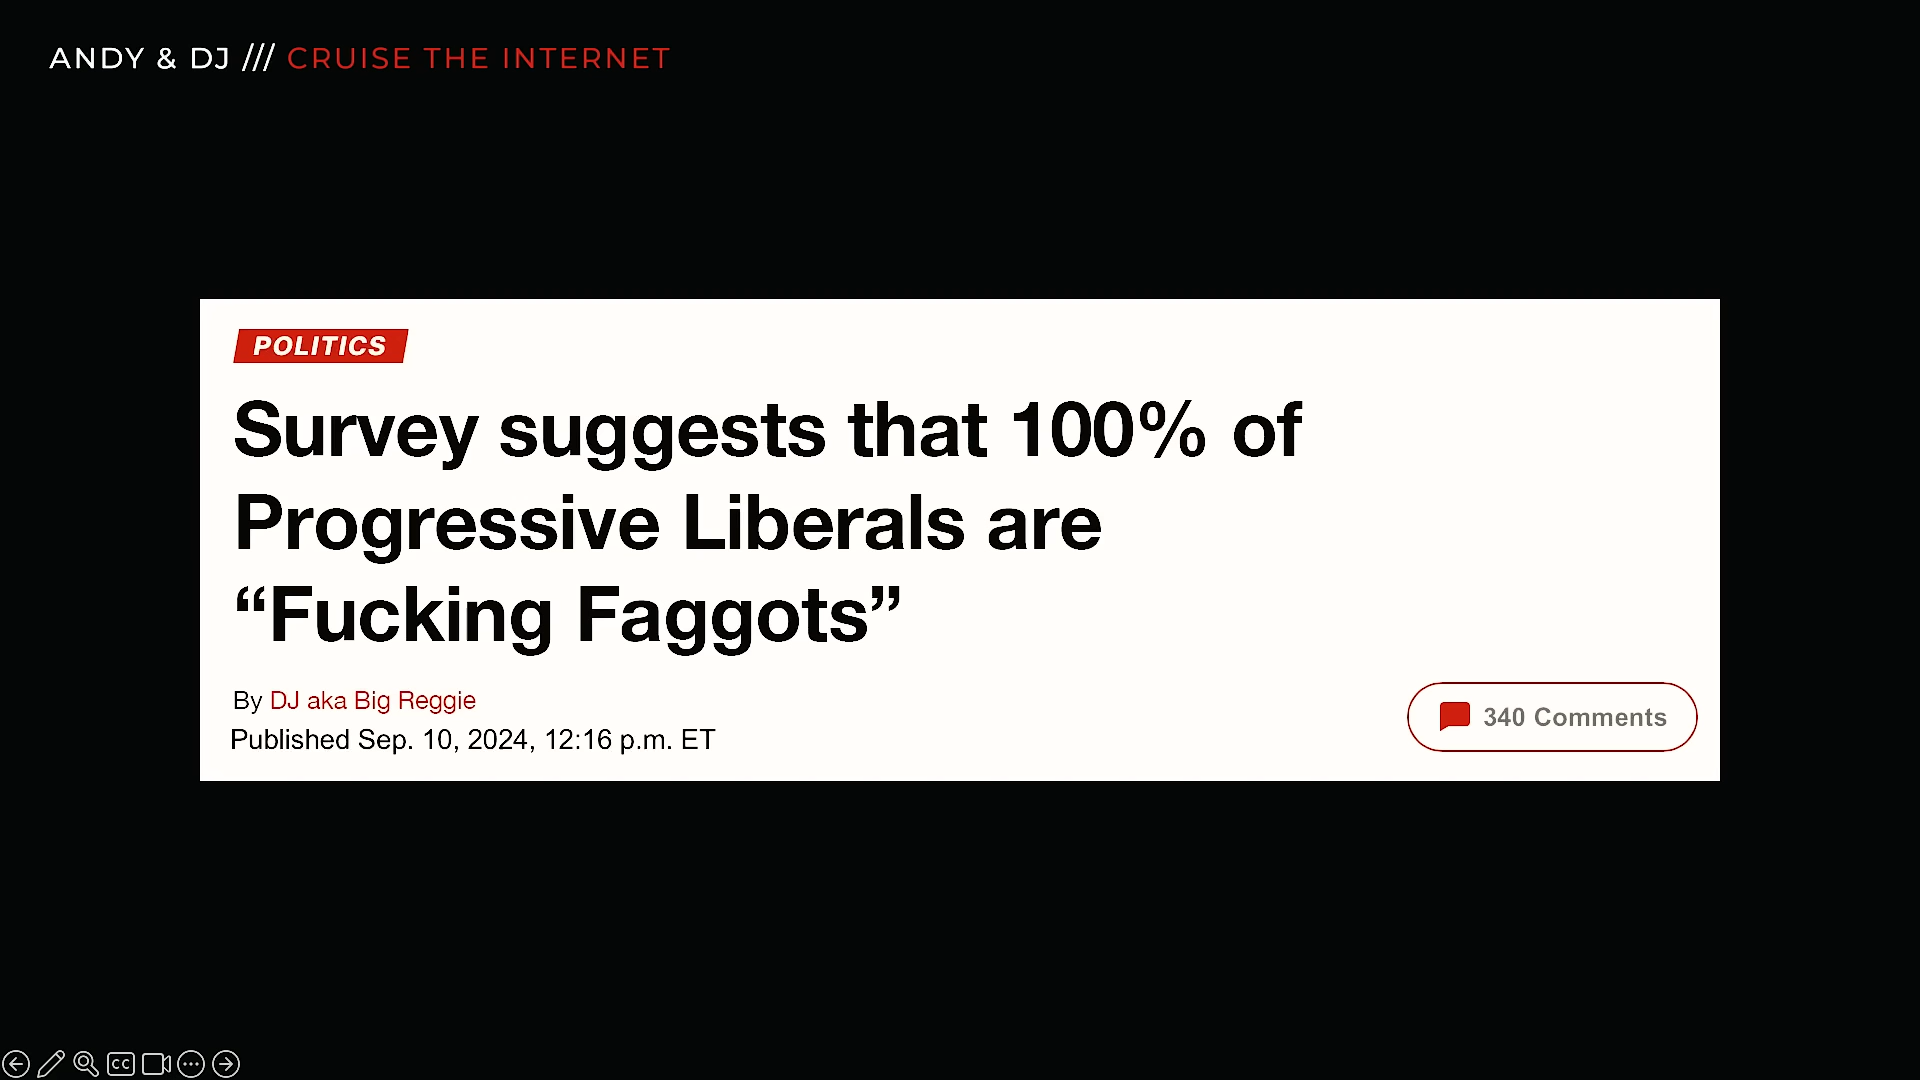 ANDY & DJ /// CRUISE THE INTERNET
POLITICS
Survey suggests that 100% of
Progressive Liberals are
“Fucking Faggots”
By DJ aka Big Reggie
Published Sep. 10, 2024, 12:16 p.m. ET
340 Comments
CC